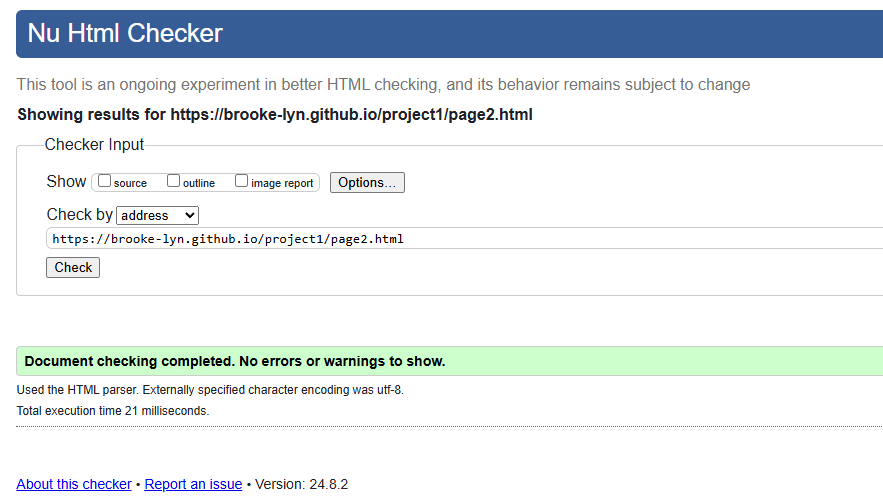 Nu Html Checker
This tool is an ongoing experiment in better HTML checking, and its behavior remains subject to change
Showing results for https://brooke-lyn.github.io/project1/page2.html
Checker Input
Show source outline image report Options...
Check by address
https://brooke-lyn.github.io/project1/page2.html
Check
Document checking completed. No errors or warnings to show.
Used the HTML parser. Externally specified character encoding was utf-8.
Total execution time 21 milliseconds.
About this checker • Report an issue • Version: 24.8.2